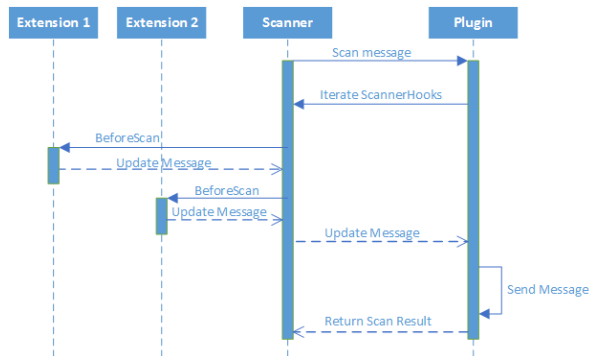 Extension 1
Extension 2
Scanner
Plugin
Scan message
Iterate ScannerHooks
BeforeScan
Update Message
BeforeScan
Update Message
Update Message
Send Message
Return Scan Result